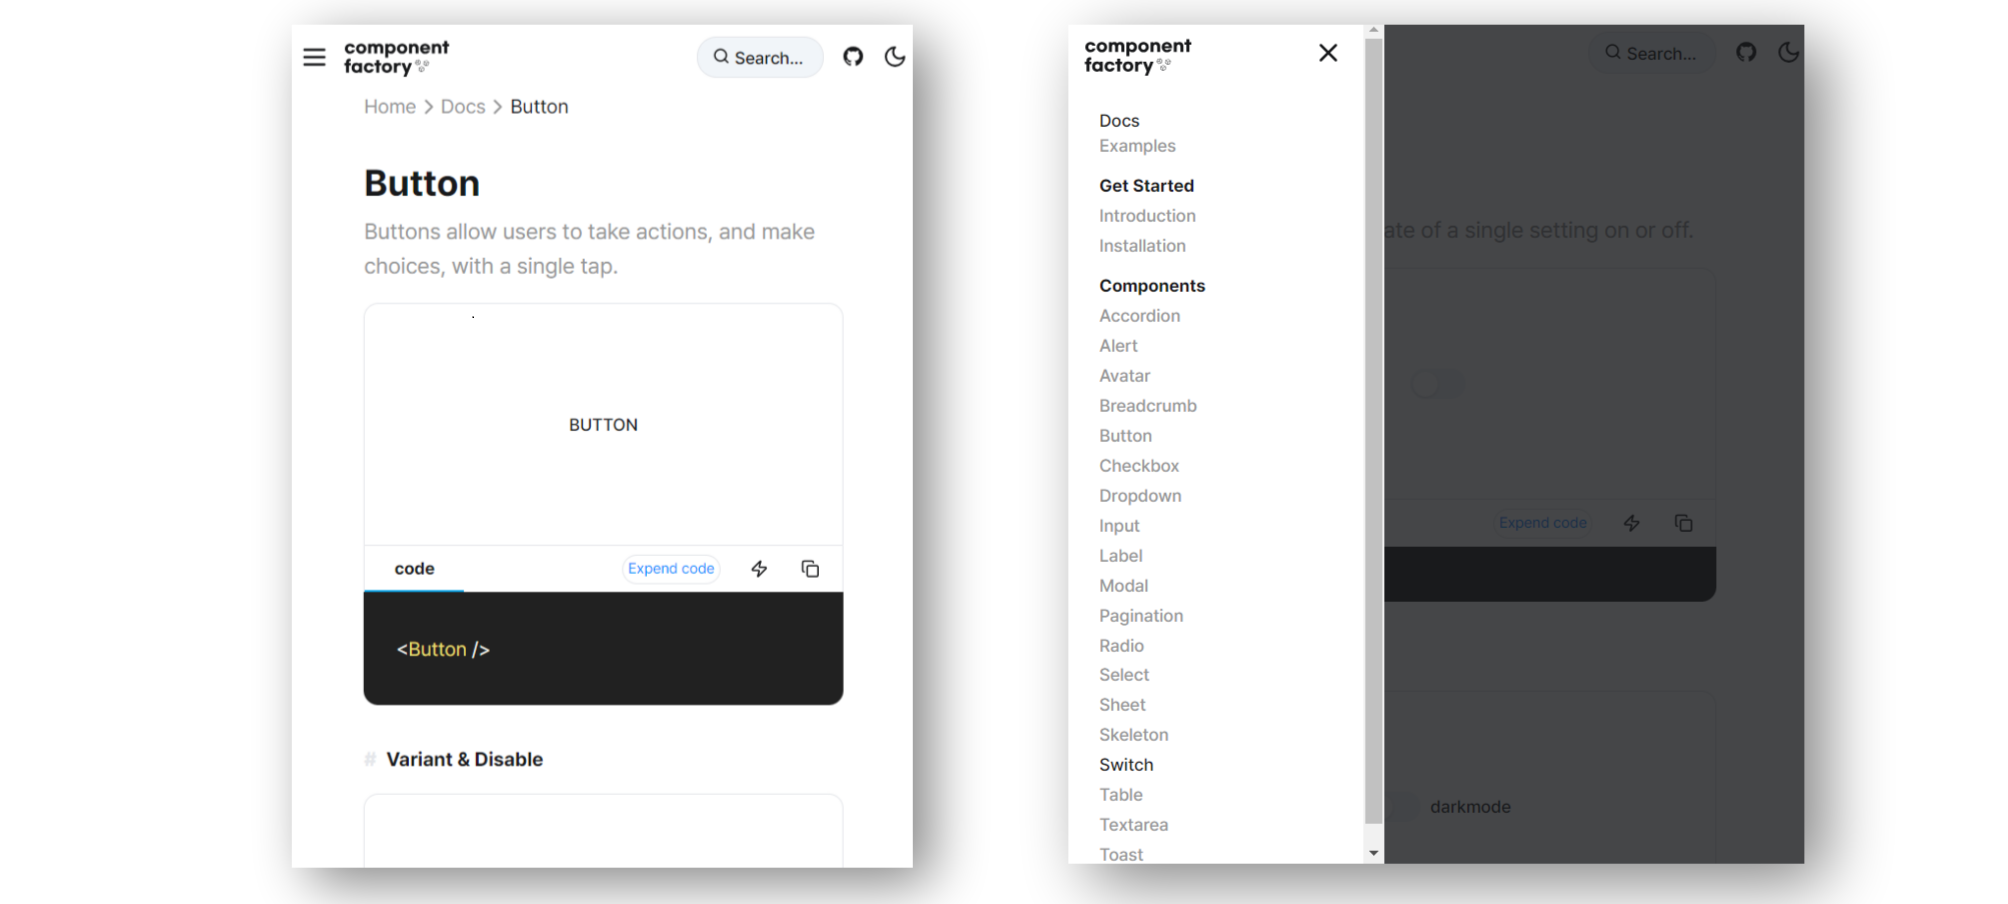 component
factory
Search...
Home > Docs > Button
Button
Buttons allow users to take actions, and make
choices, with a single tap.
BUTTON
code
Expend code
<Button />
# Variant & Disable
component
factory
Docs
Examples
Get Started
Introduction
Installation
Components
Accordion
Alert
Avatar
Breadcrumb
Button
Checkbox
Dropdown
Input
Label
Modal
Pagination
Radio
Select
Sheet
Skeleton
Switch
Table
Textarea
Toast
Search...
ate of a single setting on or off.
Expend code
darkmode